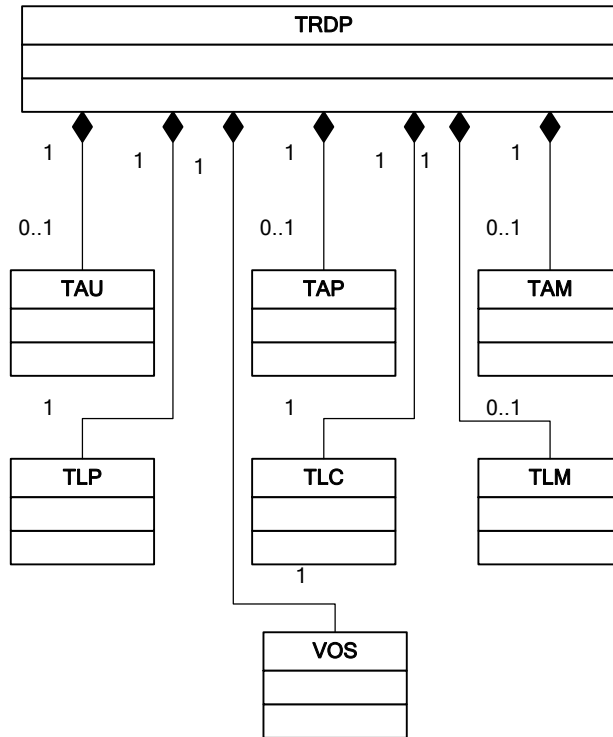 TRDP
1 1 1 1 1 1 1
0..1 0..1 0..1
TAU TAP TAM
1 1 0..1
TLP TLC TLM
1
VOS